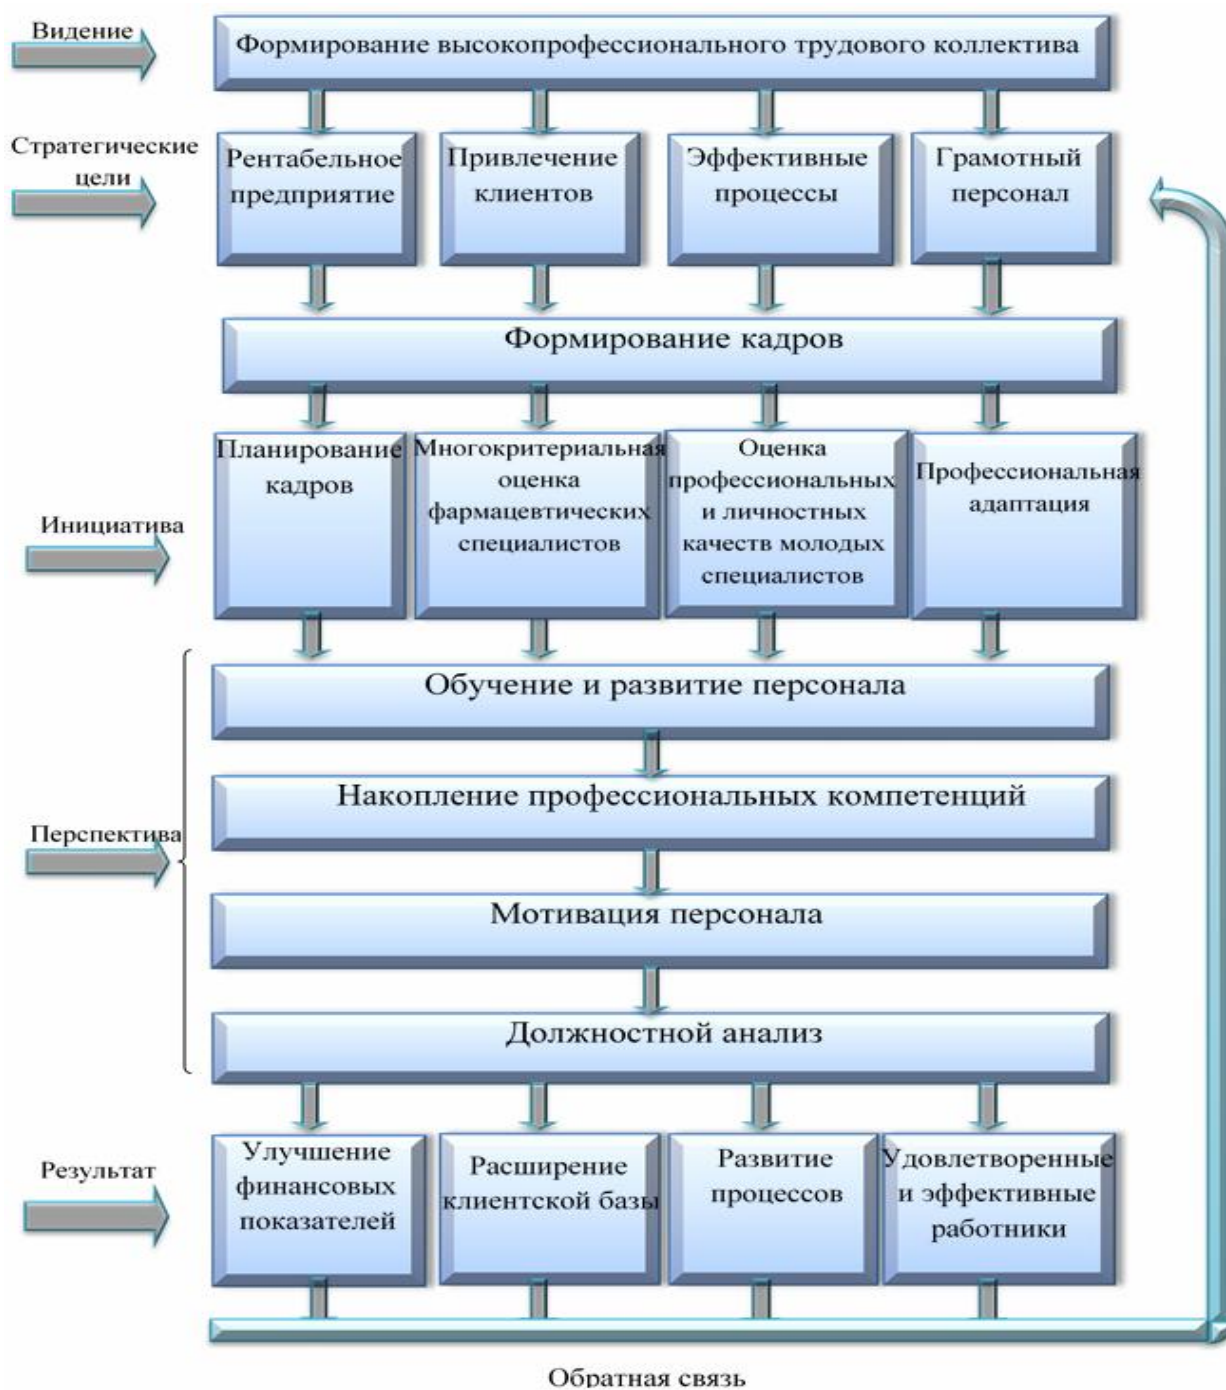 Видение
Формирование высокопрофессионального трудового коллектива
Стратегические
цели
Рентабельное
предприятие
Привлечение
клиентов
Эффективные
процессы
Грамотный
персонал
Формирование кадров
Инициатива
Планирование
кадров
Многокритериальная
оценка
фармацевтических
специалистов
Оценка
профессиональных
и личностных
качеств молодых
специалистов
Профессиональная
адаптация
Перспектива
Обучение и развитие персонала
Накопление профессиональных компетенций
Мотивация персонала
Должностной анализ
Результат
Улучшение
финансовых
показателей
Расширение
клиентской базы
Развитие
процессов
Удовлетворенные
и эффективные
работники
Обратная связь